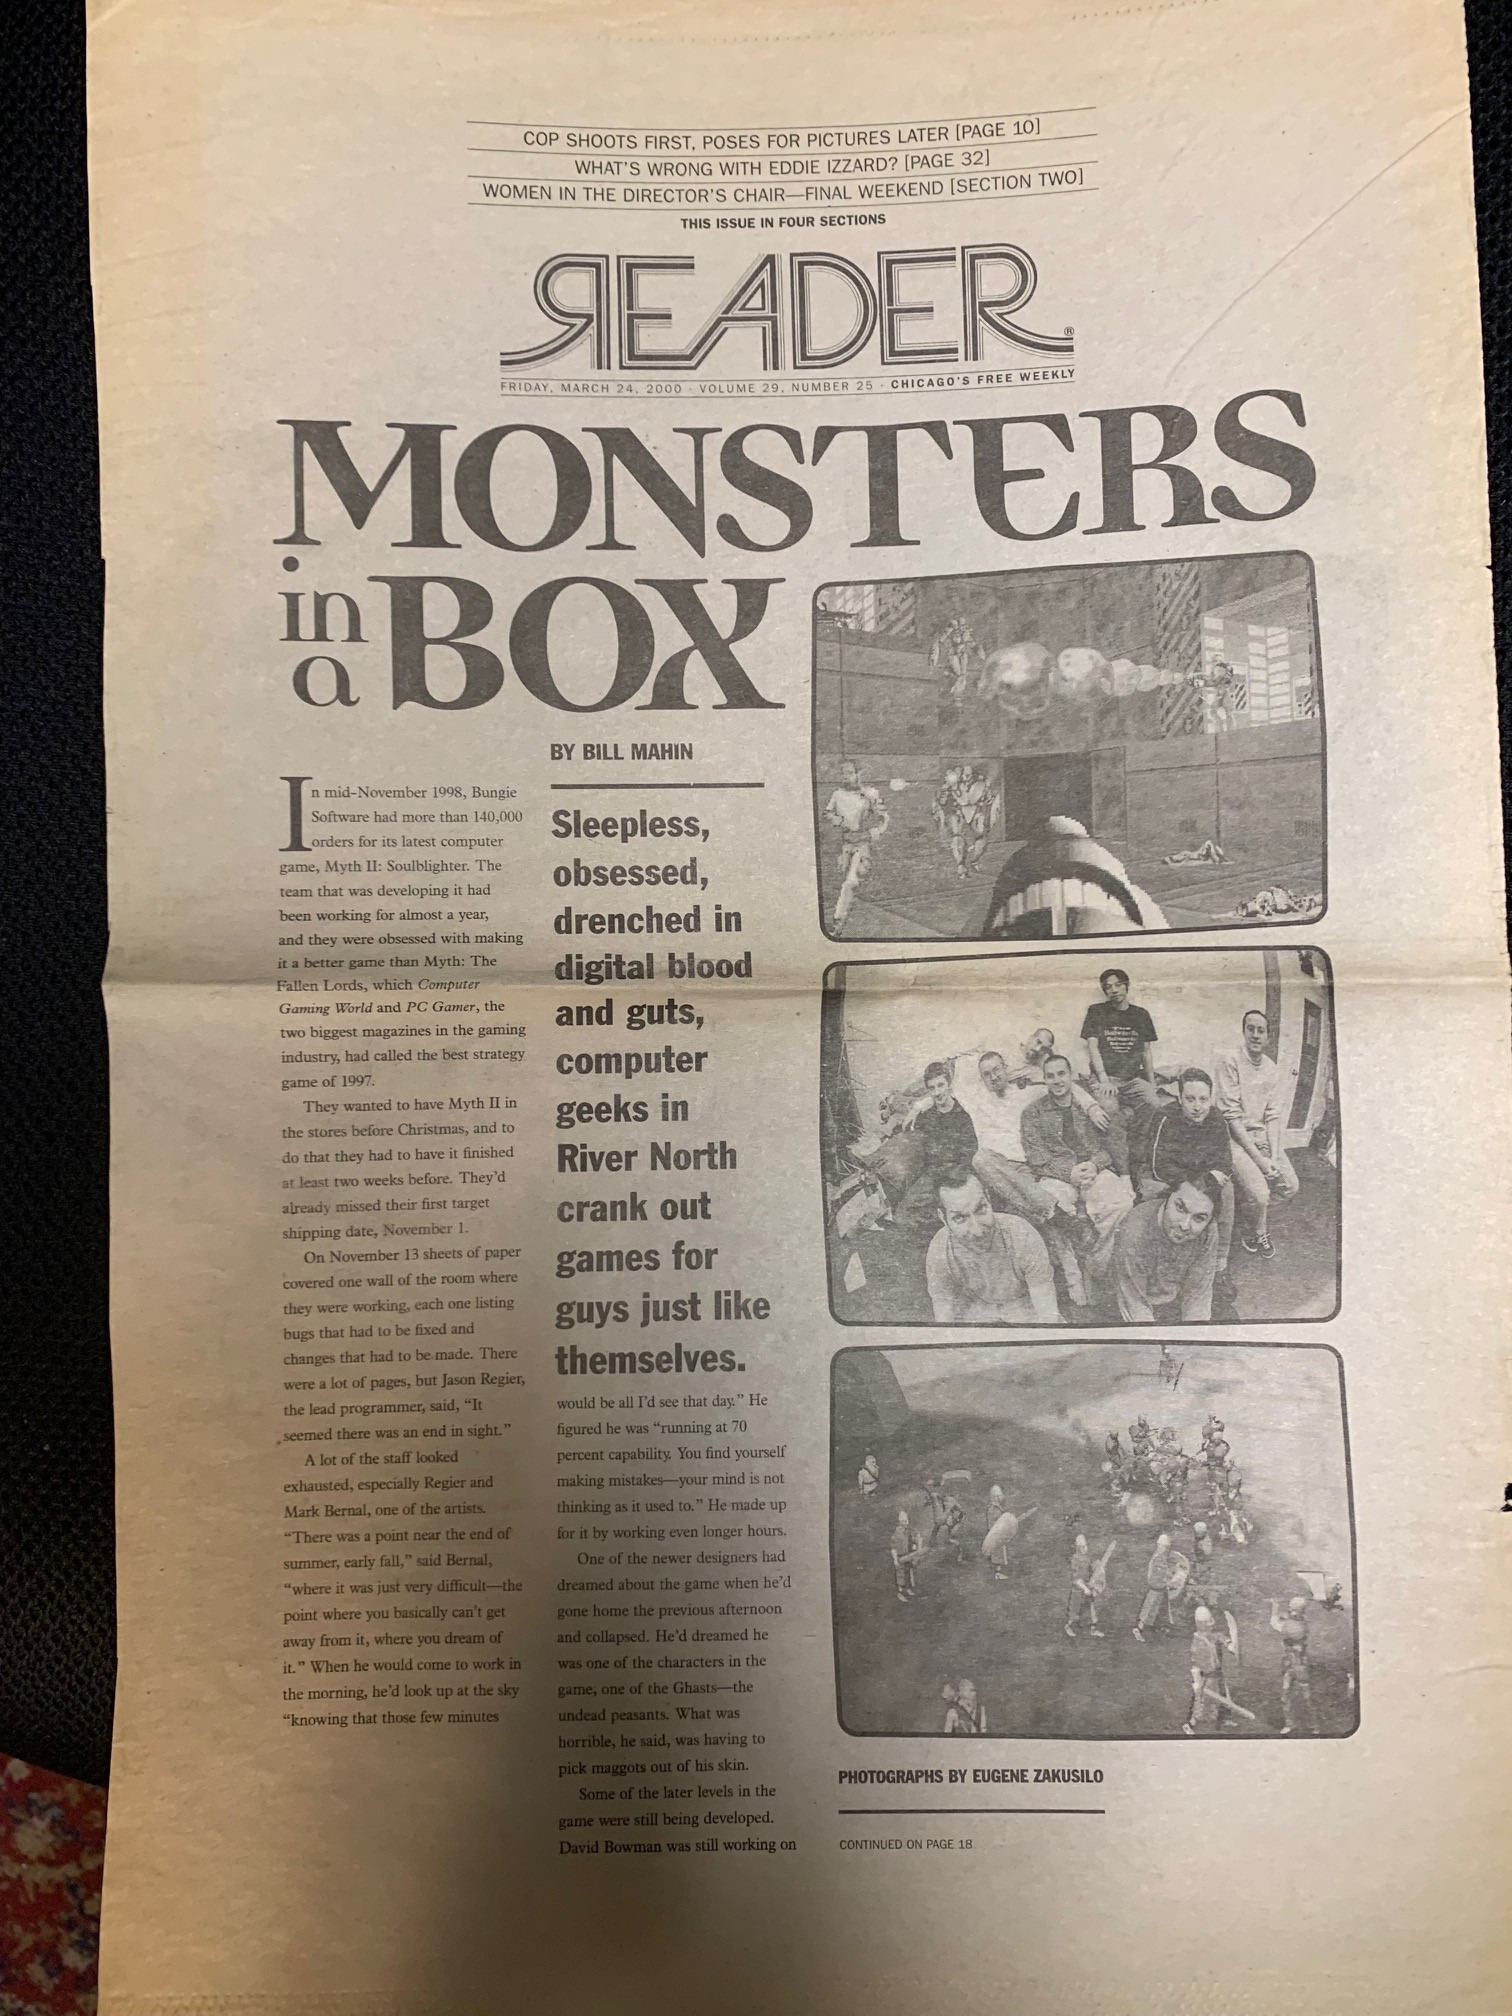 COP SHOOTS FIRST, POSES FOR PICTURES LATER [PAGE 10]
WHAT'S WRONG WITH EDDIE IZZARD? [PAGE 32]
WOMEN IN THE DIRECTOR'S CHAIR—FINAL WEEKEND [SECTION TWO]
THIS ISSUE IN FOUR SECTIONS
READER®
FRIDAY, MARCH 24, 2000 · VOLUME 29, NUMBER 25 · CHICAGO'S FREE WEEKLY
MONSTERS
in a BOX
BY BILL MAHIN
In mid-November 1998, Bungie
Software had more than 140,000
orders for its latest computer
game, Myth II: Soulblighter. The
team that was developing it had
been working for almost a year,
and they were obsessed with making
it a better game than Myth: The
Fallen Lords, which Computer
Gaming World and PC Gamer, the
two biggest magazines in the gaming
industry, had called the best strategy
game of 1997.
They wanted to have Myth II in
the stores before Christmas, and to
do that they had to have it finished
at least two weeks before. They'd
already missed their first target
shipping date, November 1.
On November 13 sheets of paper
covered one wall of the room where
they were working, each one listing
bugs that had to be fixed and
changes that had to be made. There
were a lot of pages, but Jason Regier,
the lead programmer, said, “It
seemed there was an end in sight.”
A lot of the staff looked
exhausted, especially Regier and
Mark Bernal, one of the artists.
“There was a point near the end of
summer, early fall,” said Bernal,
“where it was just very difficult—the
point where you basically can't get
away from it, where you dream of
it.” When he would come to work in
the morning, he'd look up at the sky
“knowing that those few minutes
Sleepless,
obsessed,
drenched in
digital blood
and guts,
computer
geeks in
River North
crank out
games for
guys just like
themselves.
would be all I'd see that day.” He
figured he was “running at 70
percent capability. You find yourself
making mistakes—your mind is not
thinking as it used to.” He made up
for it by working even longer hours.
One of the newer designers had
dreamed about the game when he'd
gone home the previous afternoon
and collapsed. He'd dreamed he
was one of the characters in the
game, one of the Ghasts—the
undead peasants. What was
horrible, he said, was having to
pick maggots out of his skin.
Some of the later levels in the
game were still being developed.
David Bowman was still working on
PHOTOGRAPHS BY EUGENE ZAKUSILO
CONTINUED ON PAGE 18